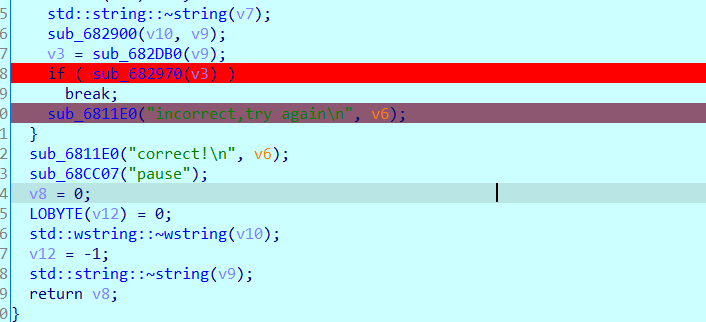 5 std::string::~string(v7);
6 sub_682900(v10, v9);
7 v3 = sub_682DB0(v9);
8 if ( sub_682970(v3) )
9 break;
0 sub_6811E0("incorrect,try again\n", v6);
1 }
2 sub_6811E0("correct!\n", v6);
3 sub_68CC07("pause");
4 v8 = 0;
5 LOBYTE(v12) = 0;
6 std::wstring::~wstring(v10);
7 v12 = -1;
8 std::string::~string(v9);
9 return v8;
0 }